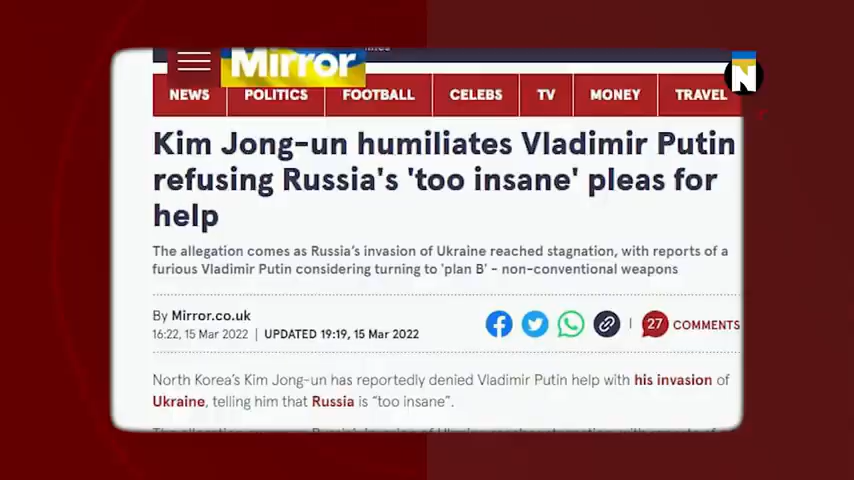 Mirror
N
NEWS POLITICS FOOTBALL CELEBS TV MONEY TRAVEL
Kim Jong-un humiliates Vladimir Putin
refusing Russia's 'too insane' pleas for
help
The allegation comes as Russia's invasion of Ukraine reached stagnation, with reports of a
furious Vladimir Putin considering turning to 'plan B' - non-conventional weapons
By Mirror.co.uk
16:22, 15 Mar 2022 | UPDATED 19:19, 15 Mar 2022
27 COMMENTS
North Korea's Kim Jong-un has reportedly denied Vladimir Putin help with his invasion of
Ukraine, telling him that Russia is “too insane”.